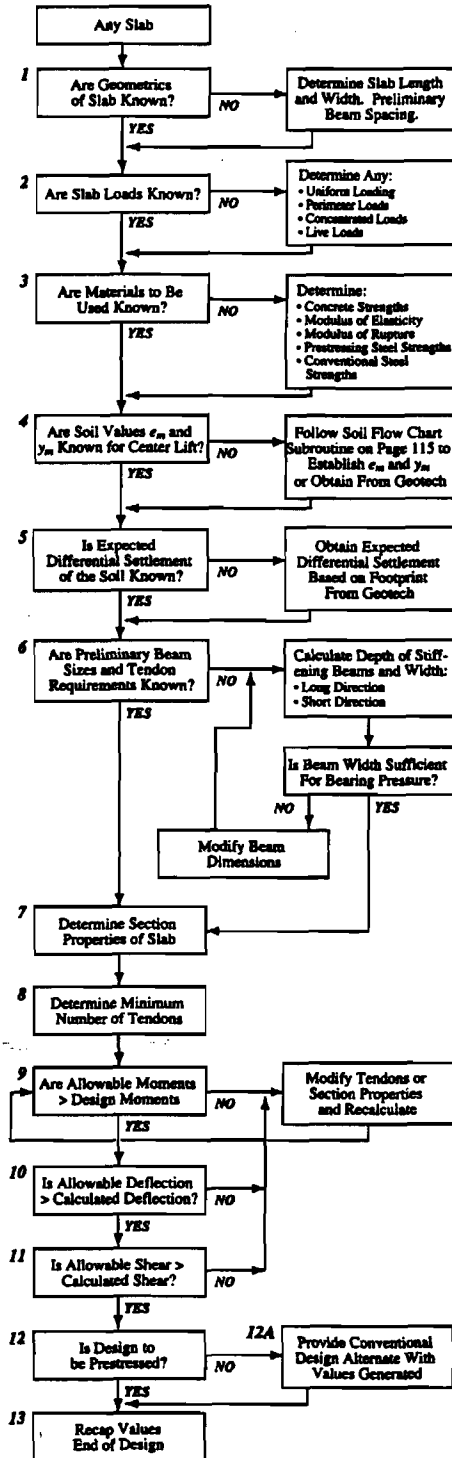 Any Slab
1
Are Geometrics
of Slab Known?
NO
Determine Slab Length
and Width. Preliminary
Beam Spacing.
YES
2
Are Slab Loads Known?
NO
Determine Any:
• Uniform Loading
• Perimeter Loads
• Concentrated Loads
• Live Loads
YES
3
Are Materials to Be
Used Known?
NO
Determine:
• Concrete Strengths
• Modulus of Elasticity
• Modulus of Rupture
• Prestressing Steel Strengths
• Conventional Steel
Strengths
YES
4
Are Soil Values em and
ym Known for Center Lift?
NO
Follow Soil Flow Chart
Subroutine on Page 115 to
Establish em and ym
or Obtain From Geotech
YES
5
Is Expected
Differential Settlement
of the Soil Known?
NO
Obtain Expected
Differential Settlement
Based on Footprint
From Geotech
YES
6
Are Preliminary Beam
Sizes and Tendon
Requirements Known?
NO
Calculate Depth of Stiff-
ening Beams and Width:
• Long Direction
• Short Direction
YES
Is Beam Width Sufficient
For Bearing Pressure?
NO
YES
Modify Beam
Dimensions
7
Determine Section
Properties of Slab
8
Determine Minimum
Number of Tendons
9
Are Allowable Moments
> Design Moments
NO
Modify Tendons or
Section Properties
and Recalculate
YES
10
Is Allowable Deflection
> Calculated Deflection?
NO
YES
11
Is Allowable Shear >
Calculated Shear?
NO
YES
12
Is Design to
be Prestressed?
NO
12A
Provide Conventional
Design Alternate With
Values Generated
YES
13
Recap Values
End of Design